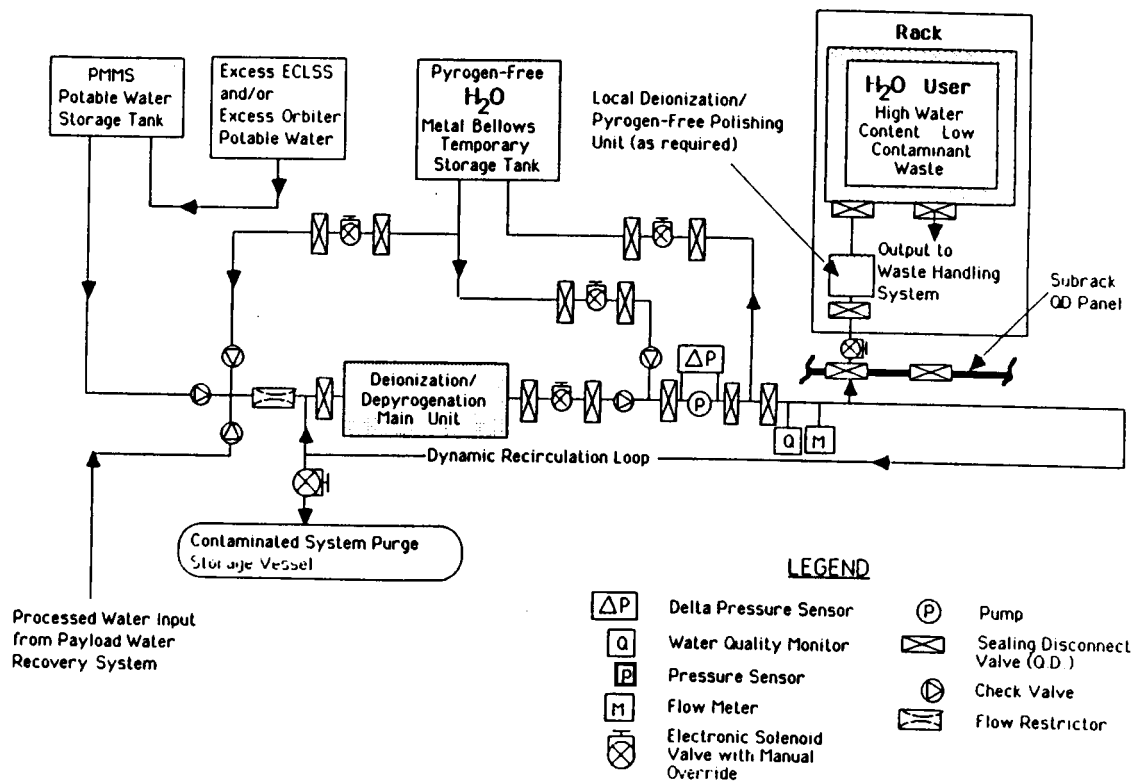 PMMS
Potable Water
Storage Tank
Excess ECLSS
and/or
Excess Orbiter
Potable Water
Pyrogen-Free
H2O
Metal Bellows
Temporary
Storage Tank
Local Deionization/
Pyrogen-Free Polishing
Unit (as required)
Rack
H2O User
High Water
Content Low
Contaminant
Waste
Output to
Waste Handling
System
Subrack
QD Panel
ΔP
P
Deionization/
Depyrogenation
Main Unit
Q
M
Dynamic Recirculation Loop
Contaminated System Purge
Storage Vessel
Processed Water Input
from Payload Water
Recovery System
LEGEND
ΔP Delta Pressure Sensor
Q Water Quality Monitor
P Pressure Sensor
M Flow Meter
Electronic Solenoid
Valve with Manual
Override
P Pump
Sealing Disconnect
Valve (Q.D.)
Check Valve
Flow Restrictor